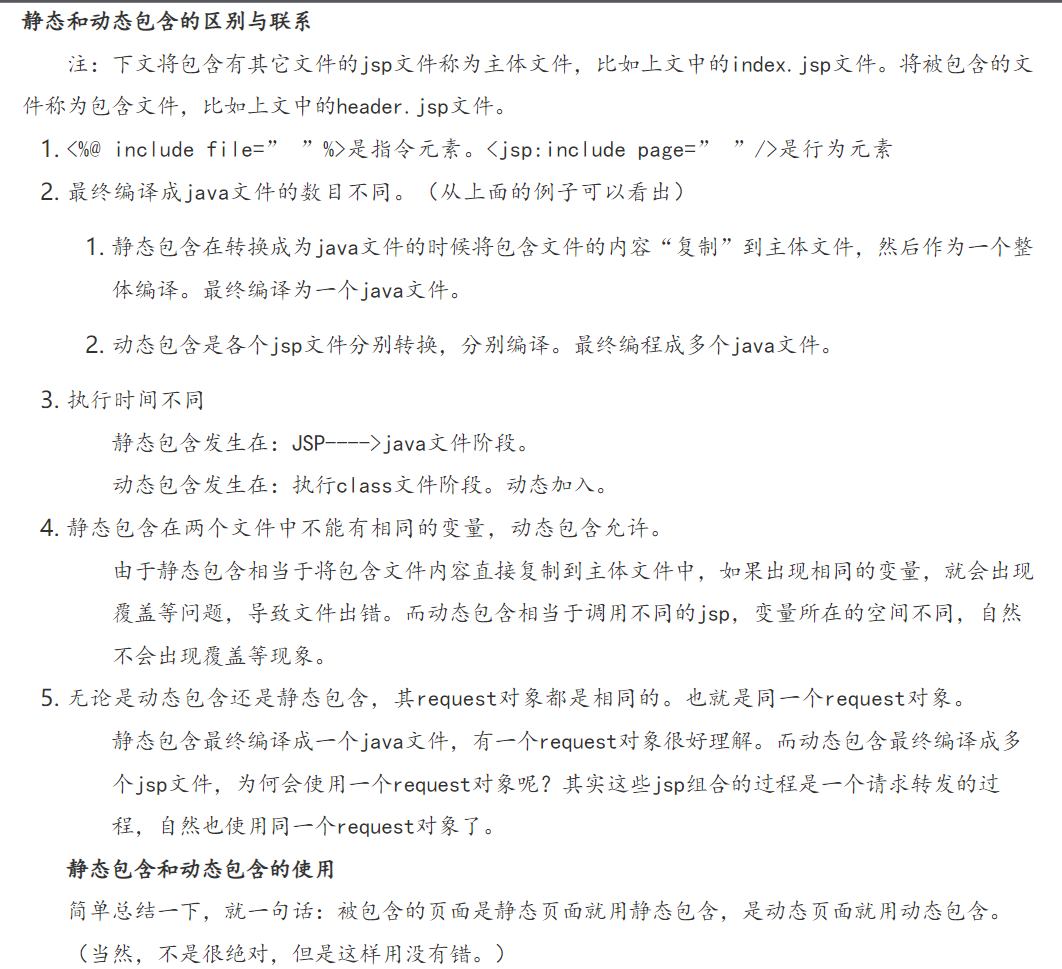 静态和动态包含的区别与联系
注：下文将包含有其它文件的jsp文件称为主体文件，比如上文中的index.jsp文件。将被包含的文
件称为包含文件，比如上文中的header.jsp文件。
1. <%@ include file=” ”%>是指令元素。<jsp:include page=” ”/>是行为元素
2. 最终编译成java文件的数目不同。（从上面的例子可以看出）
1. 静态包含在转换成为java文件的时候将包含文件的内容“复制”到主体文件，然后作为一个整
体编译。最终编译为一个java文件。
2. 动态包含是各个jsp文件分别转换，分别编译。最终编程成多个java文件。
3. 执行时间不同
静态包含发生在：JSP---->java文件阶段。
动态包含发生在：执行class文件阶段。动态加入。
4. 静态包含在两个文件中不能有相同的变量，动态包含允许。
由于静态包含相当于将包含文件内容直接复制到主体文件中，如果出现相同的变量，就会出现
覆盖等问题，导致文件出错。而动态包含相当于调用不同的jsp，变量所在的空间不同，自然
不会出现覆盖等现象。
5. 无论是动态包含还是静态包含，其request对象都是相同的。也就是同一个request对象。
静态包含最终编译成一个java文件，有一个request对象很好理解。而动态包含最终编译成多
个jsp文件，为何会使用一个request对象呢？其实这些jsp组合的过程是一个请求转发的过
程，自然也使用同一个request对象了。
静态包含和动态包含的使用
简单总结一下，就一句话：被包含的页面是静态页面就用静态包含，是动态页面就用动态包含。
（当然，不是很绝对，但是这样用没有错。）